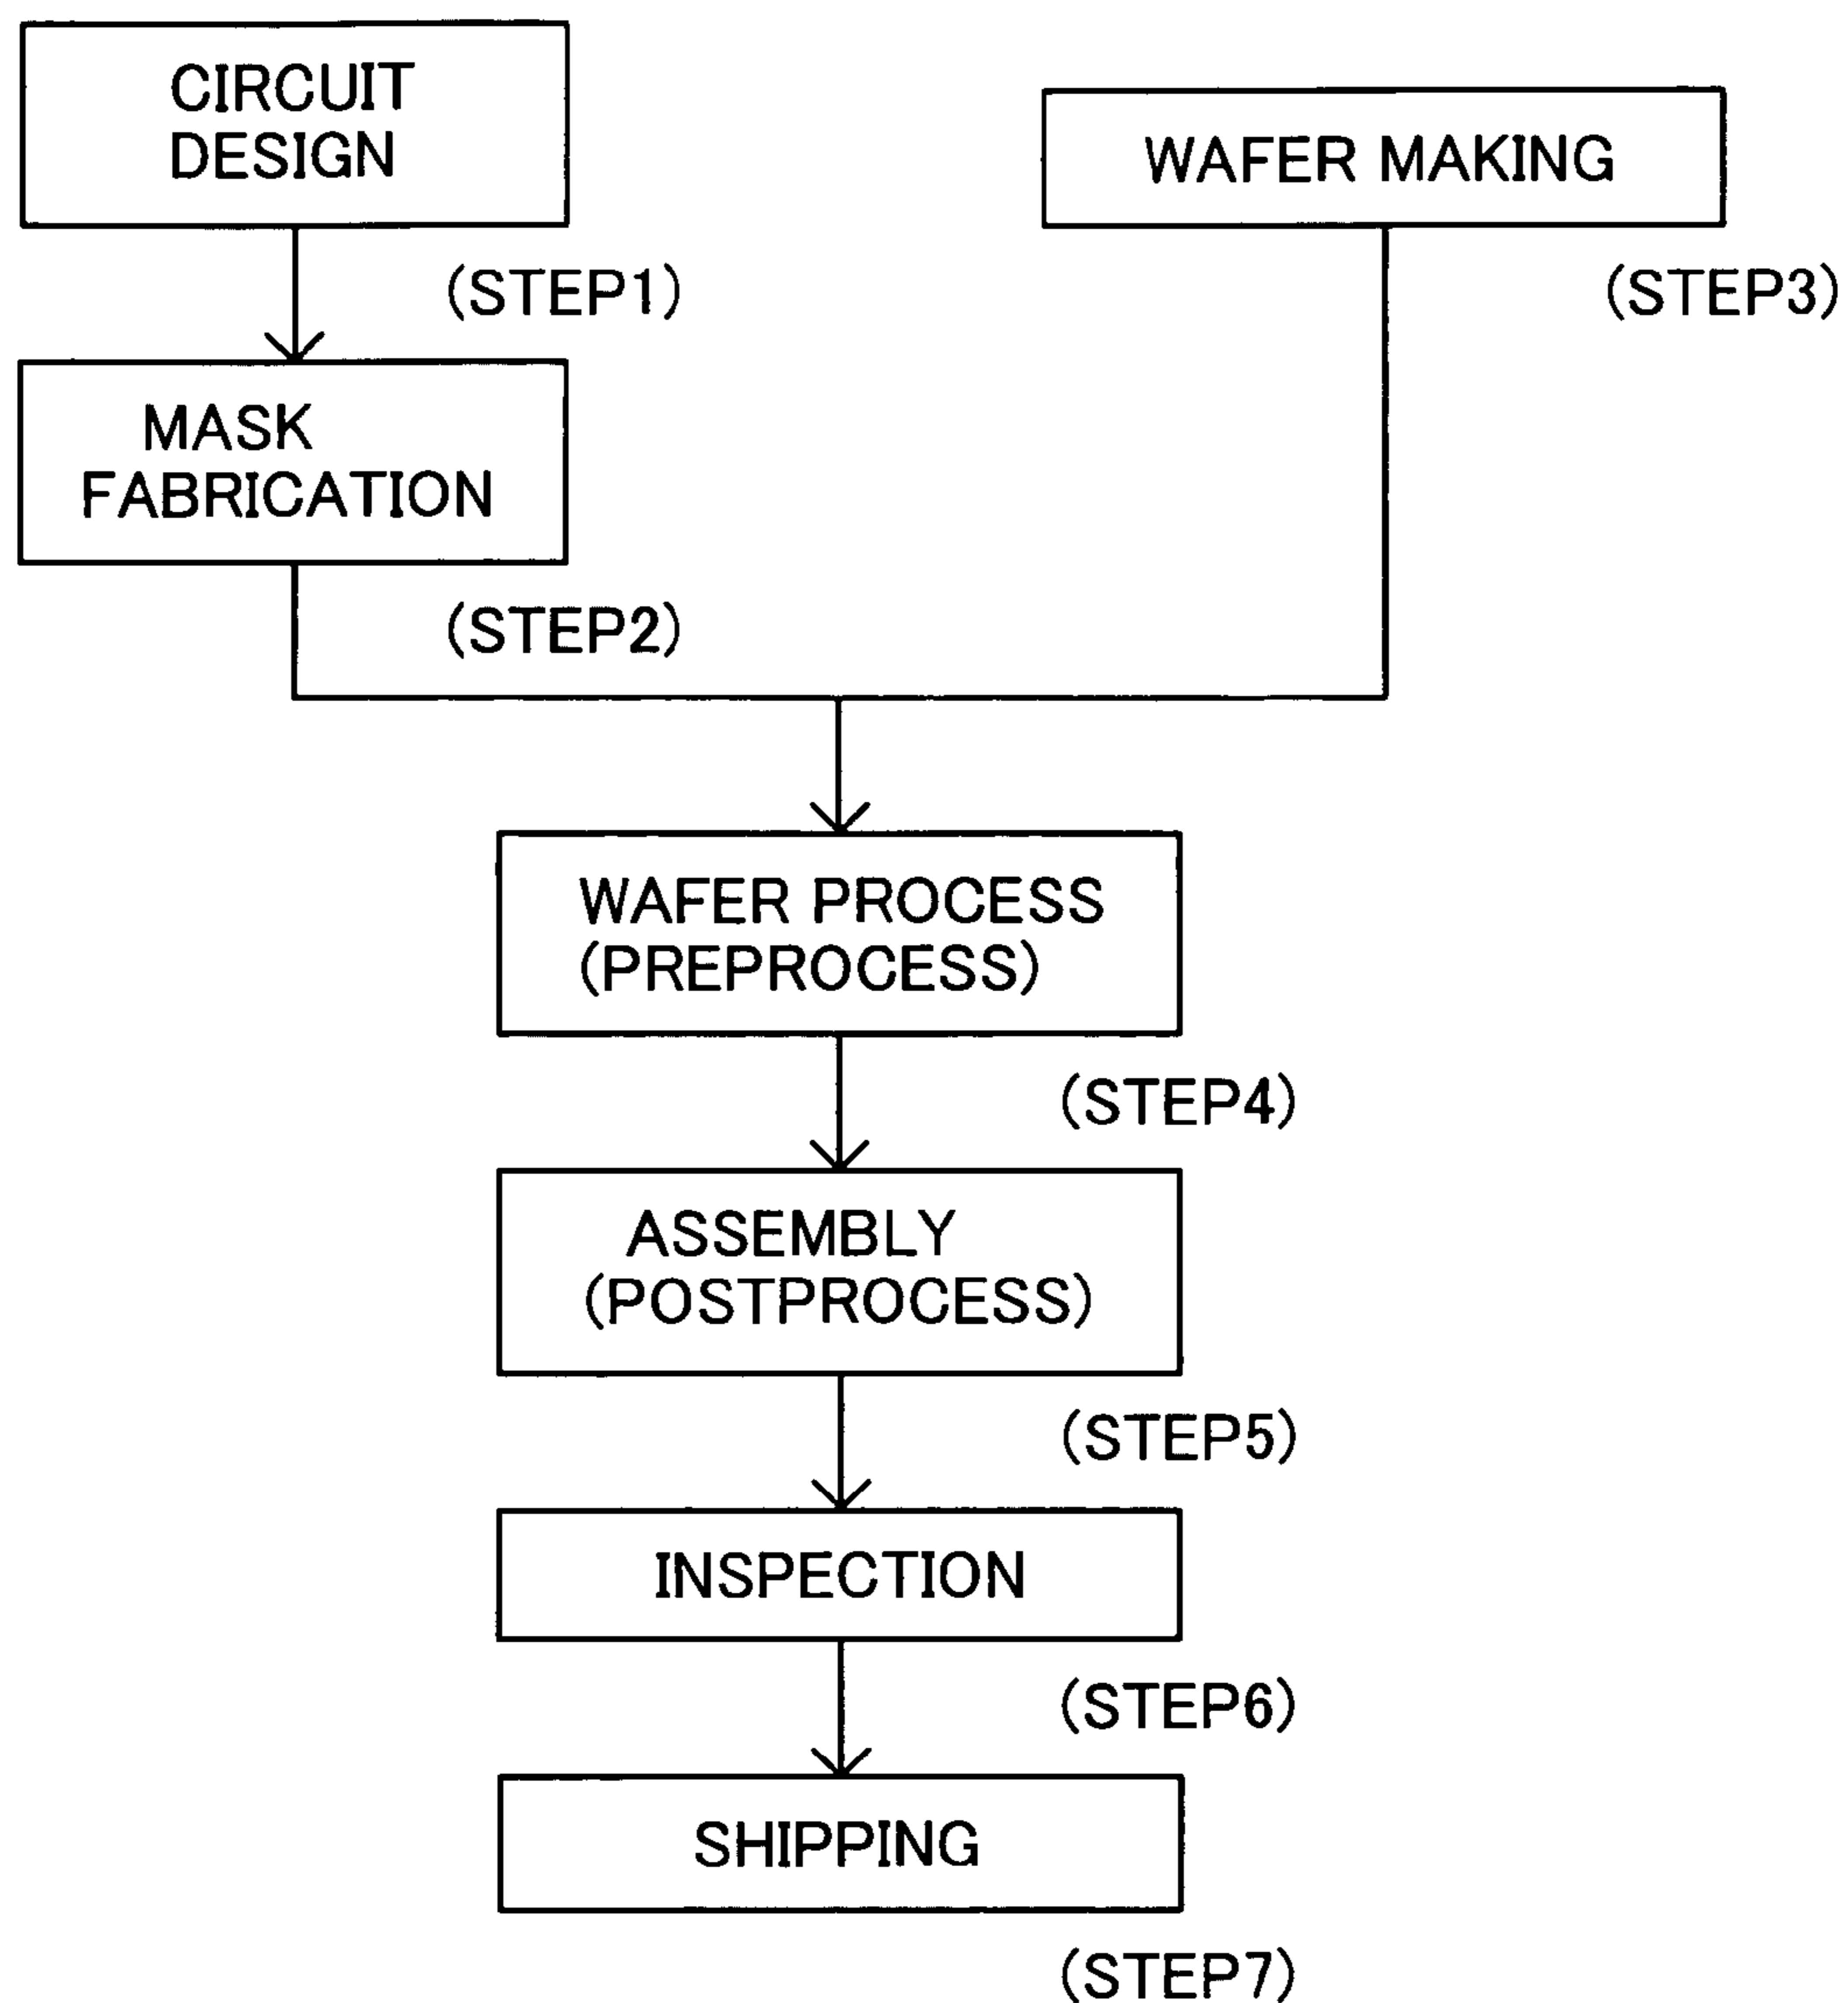 CIRCUIT
DESIGN
(STEP1)
MASK
FABRICATION
(STEP2)
WAFER MAKING
(STEP3)
WAFER PROCESS
(PREPROCESS)
(STEP4)
ASSEMBLY
(POSTPROCESS)
(STEP5)
INSPECTION
(STEP6)
SHIPPING
(STEP7)